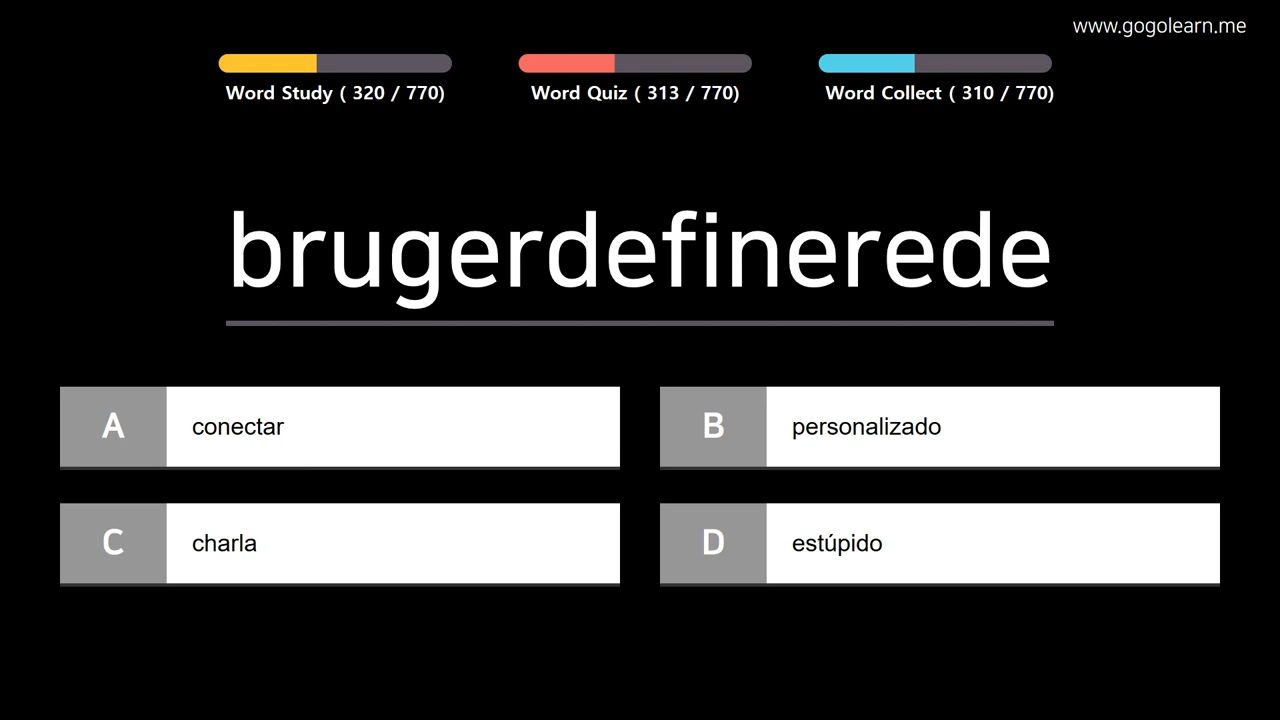 www.gogolearn.me
Word Study ( 320 / 770)
Word Quiz ( 313 / 770)
Word Collect ( 310 / 770)
brugerdefinerede
A conectar
B personalizado
C charla
D estúpido